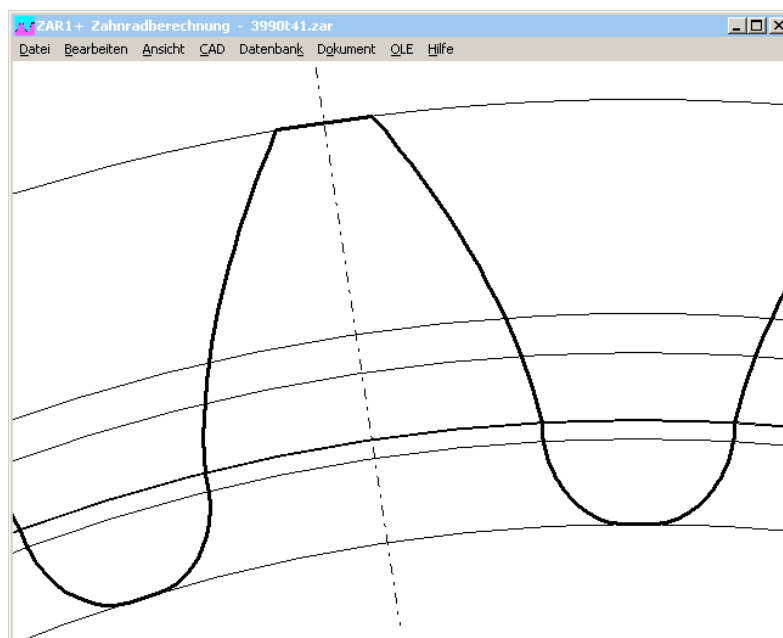 ZAR1+ Zahnradberechnung - 3990t41.zar
Datei Bearbeiten Ansicht CAD Datenbank Dokument OLE Hilfe